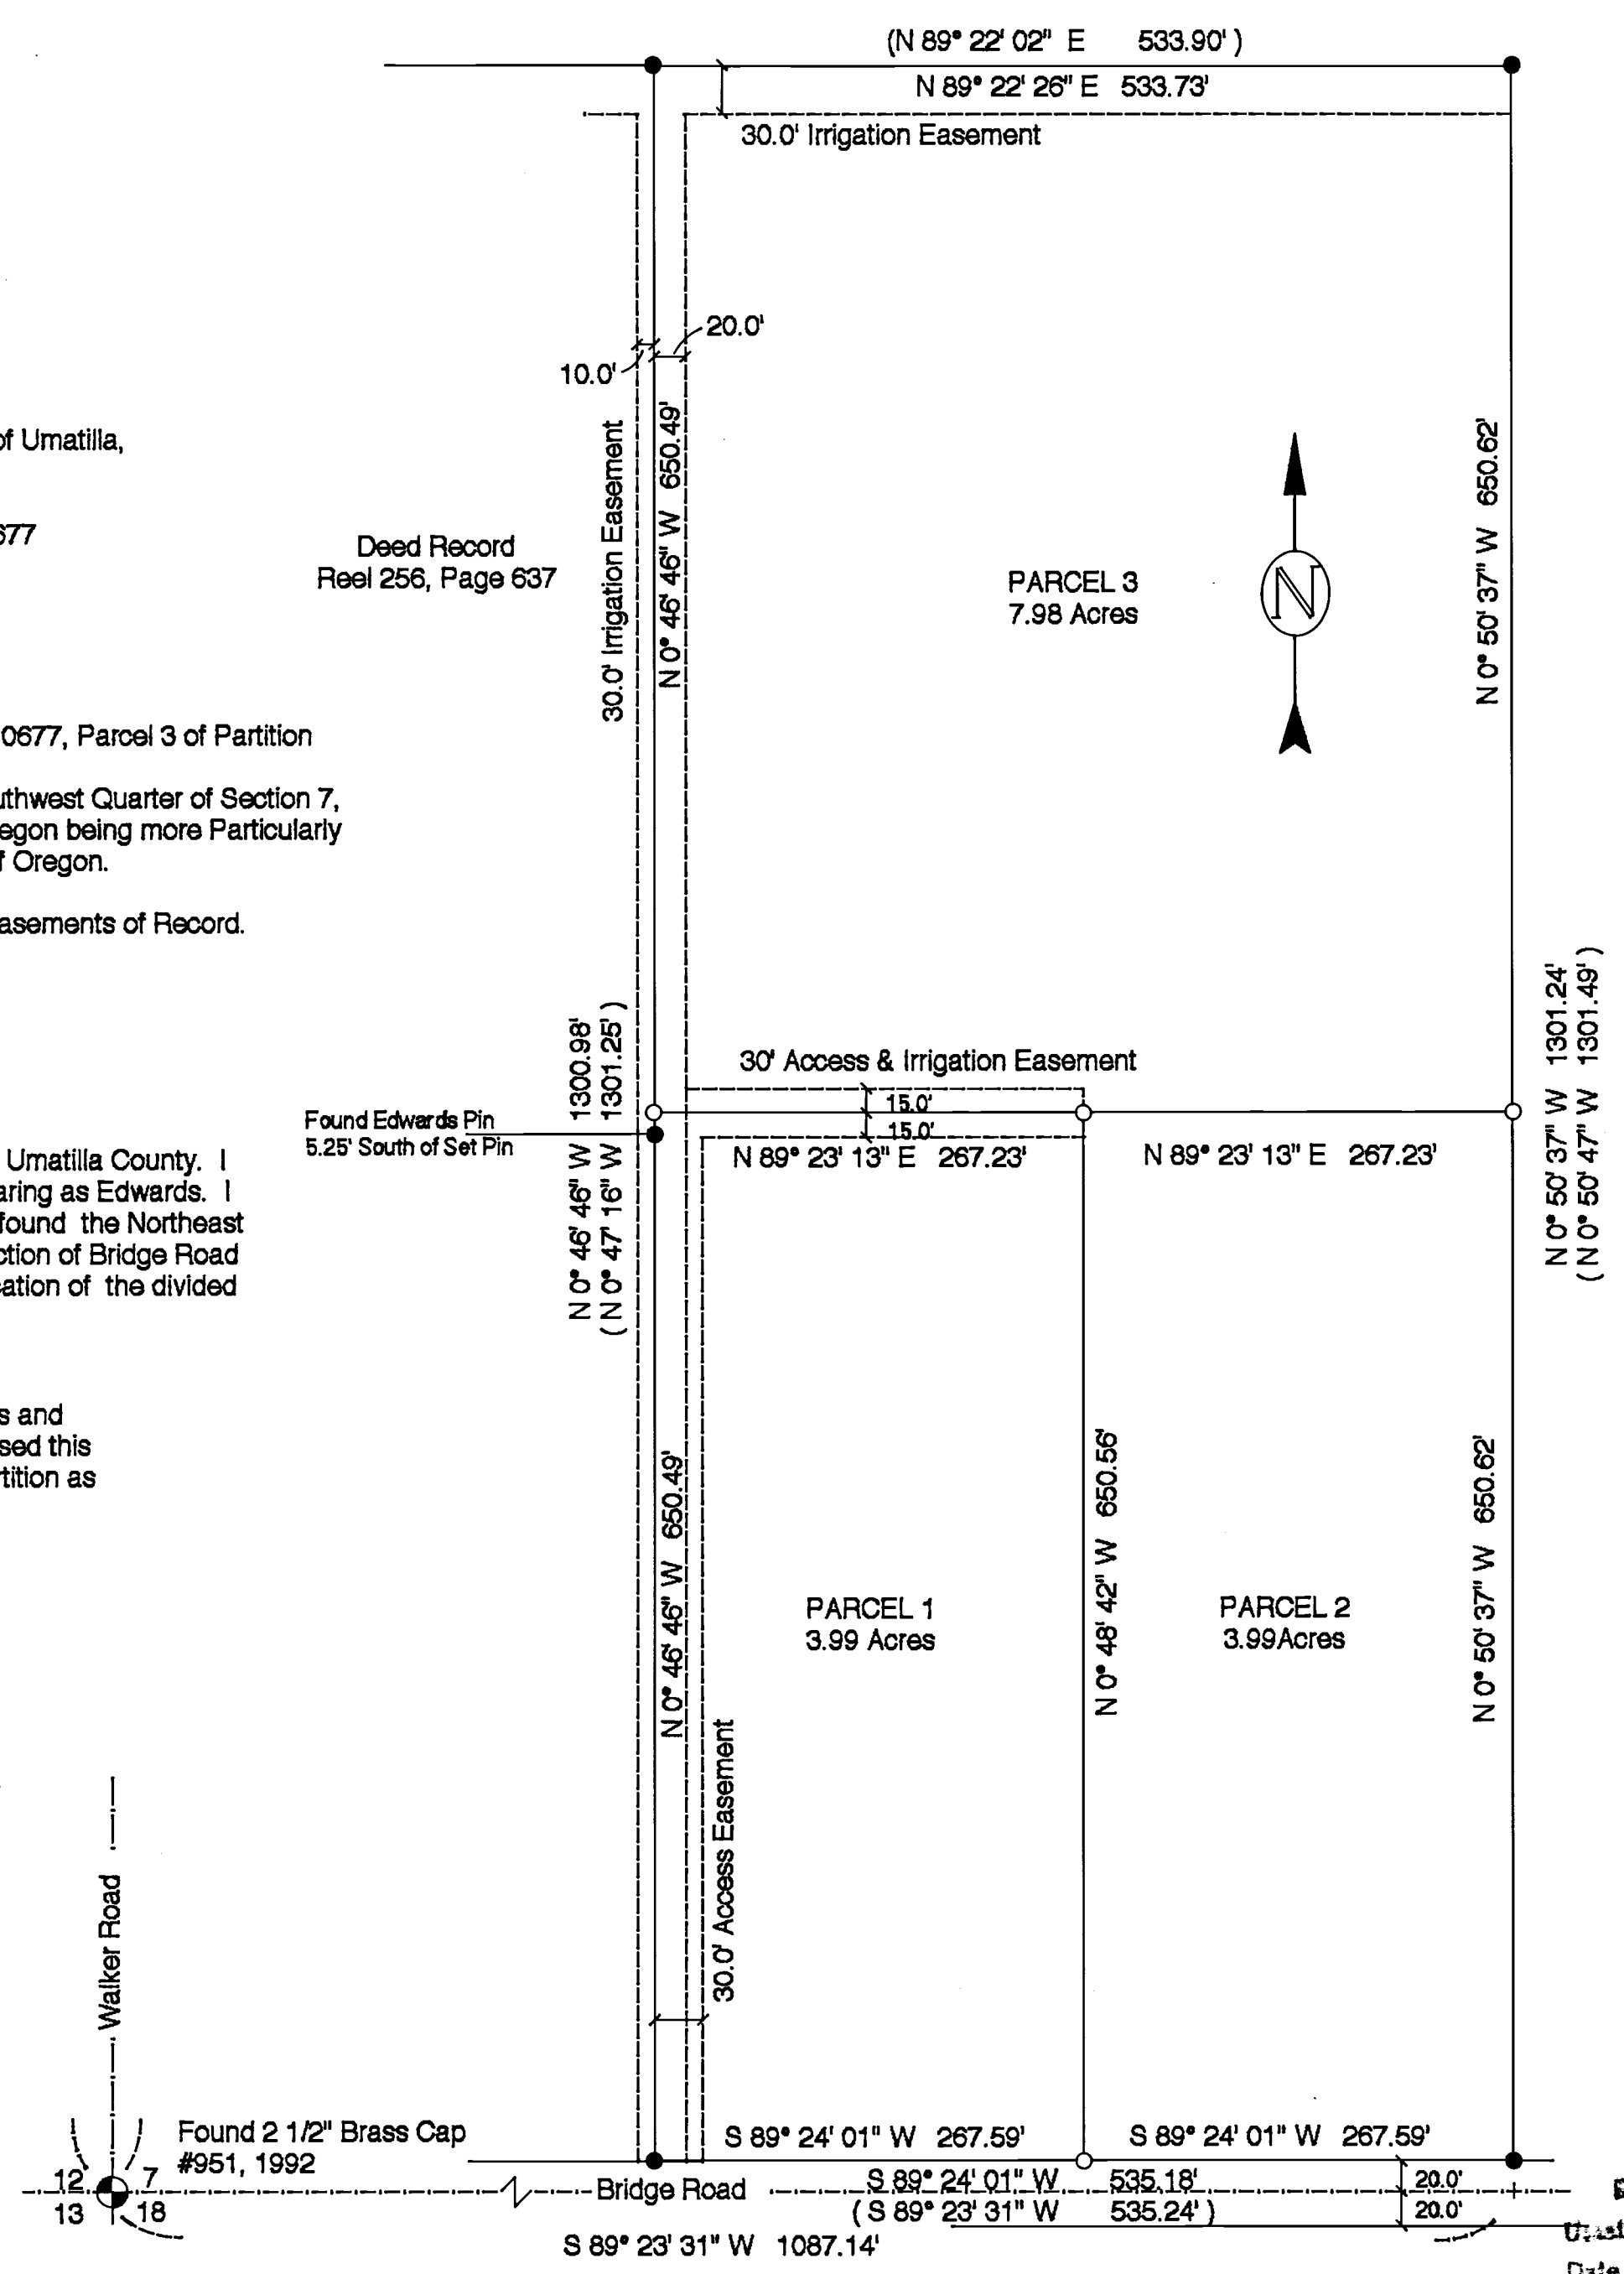 (N 89° 22' 02" E 533.90')
N 89° 22' 26" E 533.73'
30.0' Irrigation Easement
20.0'
10.0'
of Umatilla,
677
Deed Record
Reel 256, Page 637
30.0' Irrigation Easement
N 0° 46' 46" W 650.49'
PARCEL 3
7.98 Acres
N
N 0° 50' 37" W 650.62'
0677, Parcel 3 of Partition
uthwest Quarter of Section 7,
egon being more Particularly
f Oregon.
asements of Record.
N 0° 46' 46" W 1300.98'
(N 0° 47' 16" W 1301.25')
N 0° 50' 37" W 1301.24'
(N 0° 50' 47" W 1301.49')
30' Access & Irrigation Easement
15.0'
15.0'
Found Edwards Pin
5.25' South of Set Pin
N 89° 23' 13" E 267.23'
N 89° 23' 13" E 267.23'
Umatilla County. I
aring as Edwards. I
found the Northeast
ction of Bridge Road
cation of the divided
s and
sed this
rtition as
N 0° 46' 46" W 650.49'
PARCEL 1
3.99 Acres
N 0° 48' 42" W 650.56'
PARCEL 2
3.99Acres
N 0° 50' 37" W 650.62'
30.0' Access Easement
Walker Road
Found 2 1/2" Brass Cap
#951, 1992
12 7
13 18
S 89° 24' 01" W 267.59'
S 89° 24' 01" W 267.59'
Bridge Road
S 89° 24' 01" W 535.18'
(S 89° 23' 31" W 535.24')
20.0'
20.0'
S 89° 23' 31" W 1087.14'